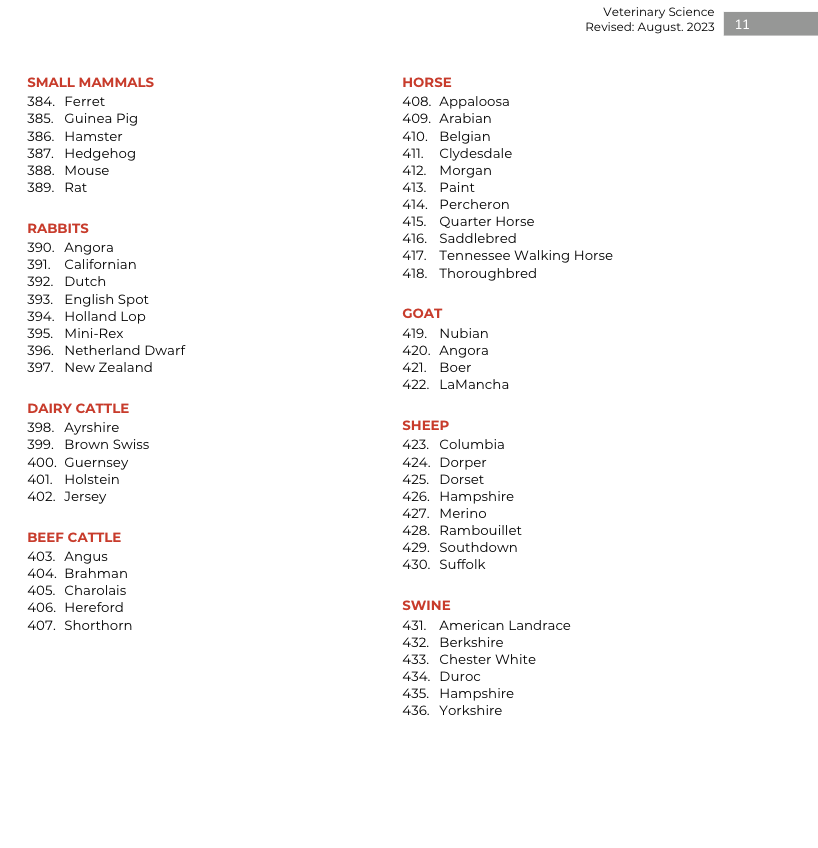 Veterinary Science
Revised: August. 2023
11
SMALL MAMMALS
384. Ferret
385. Guinea Pig
386. Hamster
387. Hedgehog
388. Mouse
389. Rat
RABBITS
390. Angora
391. Californian
392. Dutch
393. English Spot
394. Holland Lop
395. Mini-Rex
396. Netherland Dwarf
397. New Zealand
DAIRY CATTLE
398. Ayrshire
399. Brown Swiss
400. Guernsey
401. Holstein
402. Jersey
BEEF CATTLE
403. Angus
404. Brahman
405. Charolais
406. Hereford
407. Shorthorn
HORSE
408. Appaloosa
409. Arabian
410. Belgian
411. Clydesdale
412. Morgan
413. Paint
414. Percheron
415. Quarter Horse
416. Saddlebred
417. Tennessee Walking Horse
418. Thoroughbred
GOAT
419. Nubian
420. Angora
421. Boer
422. LaMancha
SHEEP
423. Columbia
424. Dorper
425. Dorset
426. Hampshire
427. Merino
428. Rambouillet
429. Southdown
430. Suffolk
SWINE
431. American Landrace
432. Berkshire
433. Chester White
434. Duroc
435. Hampshire
436. Yorkshire